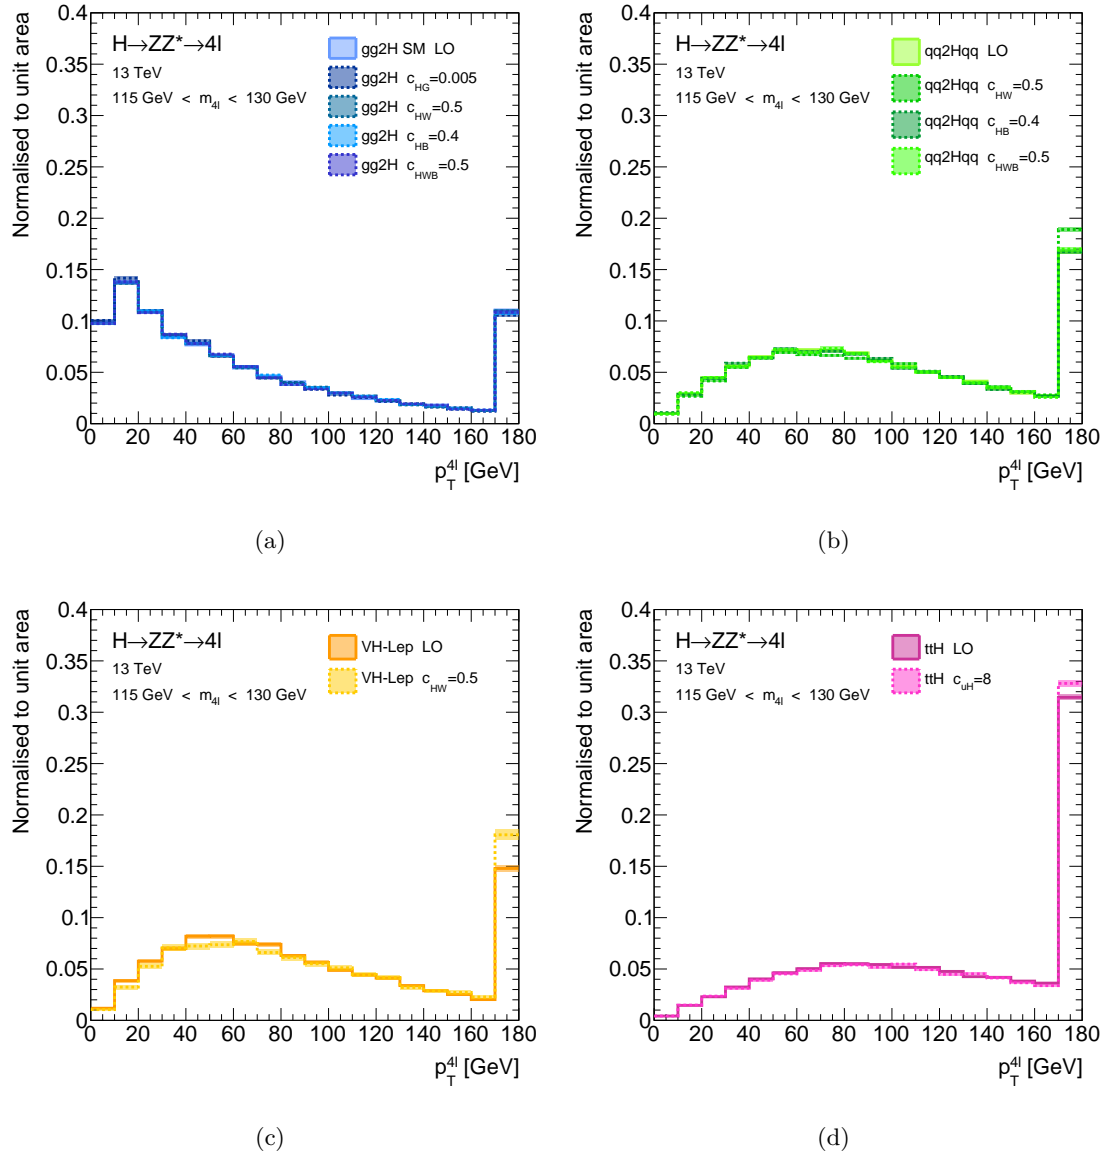 Normalised to unit area
0.4
0.35
0.3
0.25
0.2
0.15
0.1
0.05
0
H→ZZ*→4l
13 TeV
115 GeV < m4l < 130 GeV
gg2H SM LO
gg2H cHG=0.005
gg2H cHW=0.5
gg2H cHB=0.4
gg2H cHWB=0.5
0 20 40 60 80 100 120 140 160 180
pT4l [GeV]
(a)
Normalised to unit area
0.4
0.35
0.3
0.25
0.2
0.15
0.1
0.05
0
H→ZZ*→4l
13 TeV
115 GeV < m4l < 130 GeV
qq2Hqq LO
qq2Hqq cHW=0.5
qq2Hqq cHB=0.4
qq2Hqq cHWB=0.5
0 20 40 60 80 100 120 140 160 180
pT4l [GeV]
(b)
Normalised to unit area
0.4
0.35
0.3
0.25
0.2
0.15
0.1
0.05
0
H→ZZ*→4l
13 TeV
115 GeV < m4l < 130 GeV
VH-Lep LO
VH-Lep cHW=0.5
0 20 40 60 80 100 120 140 160 180
pT4l [GeV]
(c)
Normalised to unit area
0.4
0.35
0.3
0.25
0.2
0.15
0.1
0.05
0
H→ZZ*→4l
13 TeV
115 GeV < m4l < 130 GeV
ttH LO
ttH cuH=8
0 20 40 60 80 100 120 140 160 180
pT4l [GeV]
(d)